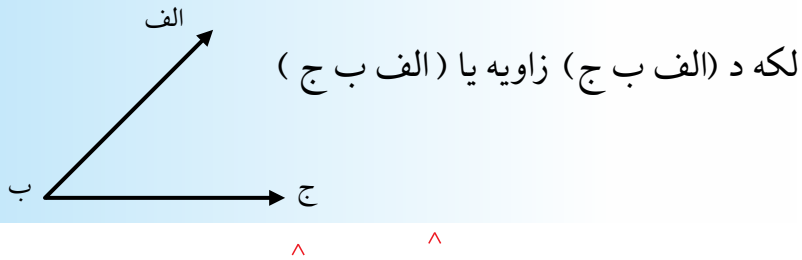 الف
لکه د (الف ب ج) زاویه یا (الف ب ج )
ب
ج
^ ^